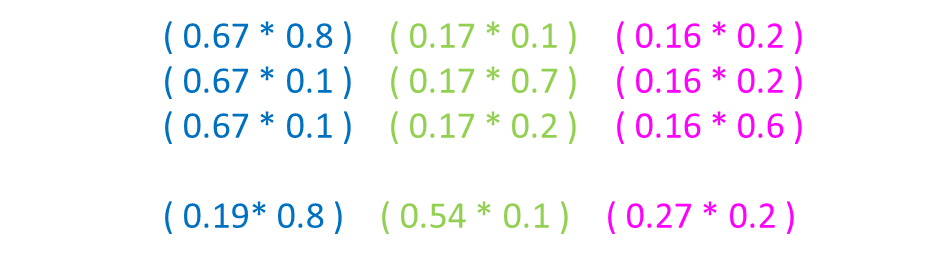 ( 0.67 * 0.8 ) ( 0.17 * 0.1 ) ( 0.16 * 0.2 )
( 0.67 * 0.1 ) ( 0.17 * 0.7 ) ( 0.16 * 0.2 )
( 0.67 * 0.1 ) ( 0.17 * 0.2 ) ( 0.16 * 0.6 )
( 0.19* 0.8 ) ( 0.54 * 0.1 ) ( 0.27 * 0.2 )